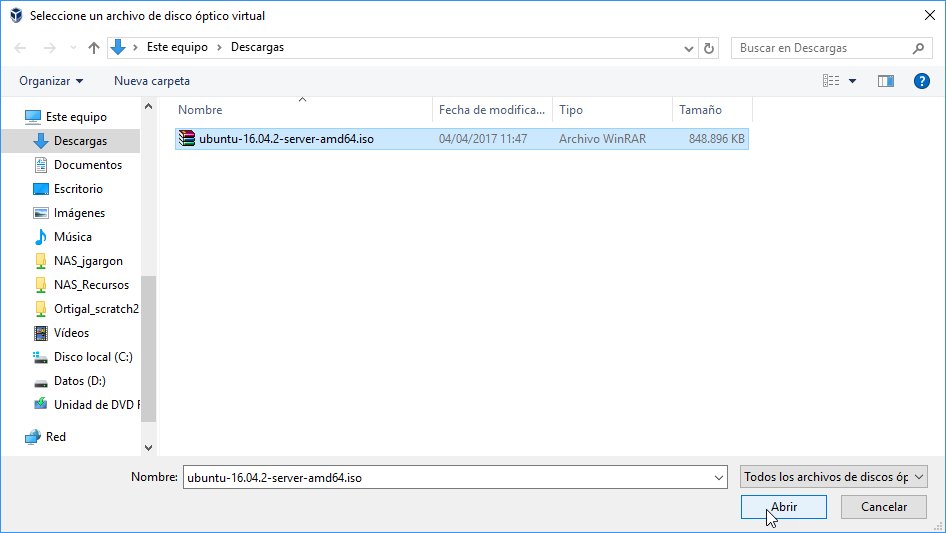 Seleccione un archivo de disco óptico virtual
Este equipo > Descargas
Buscar en Descargas
Organizar
Nueva carpeta
Nombre
Fecha de modifica...
Tipo
Tamaño
ubuntu-16.04.2-server-amd64.iso
04/04/2017 11:47
Archivo WinRAR
848.896 KB
Este equipo
Descargas
Documentos
Escritorio
Imágenes
Música
NAS_jgargon
NAS_Recursos
Ortigal_scratch2
Vídeos
Disco local (C:)
Datos (D:)
Unidad de DVD
Red
Nombre:
ubuntu-16.04.2-server-amd64.iso
Todos los archivos de discos óp
Abrir
Cancelar